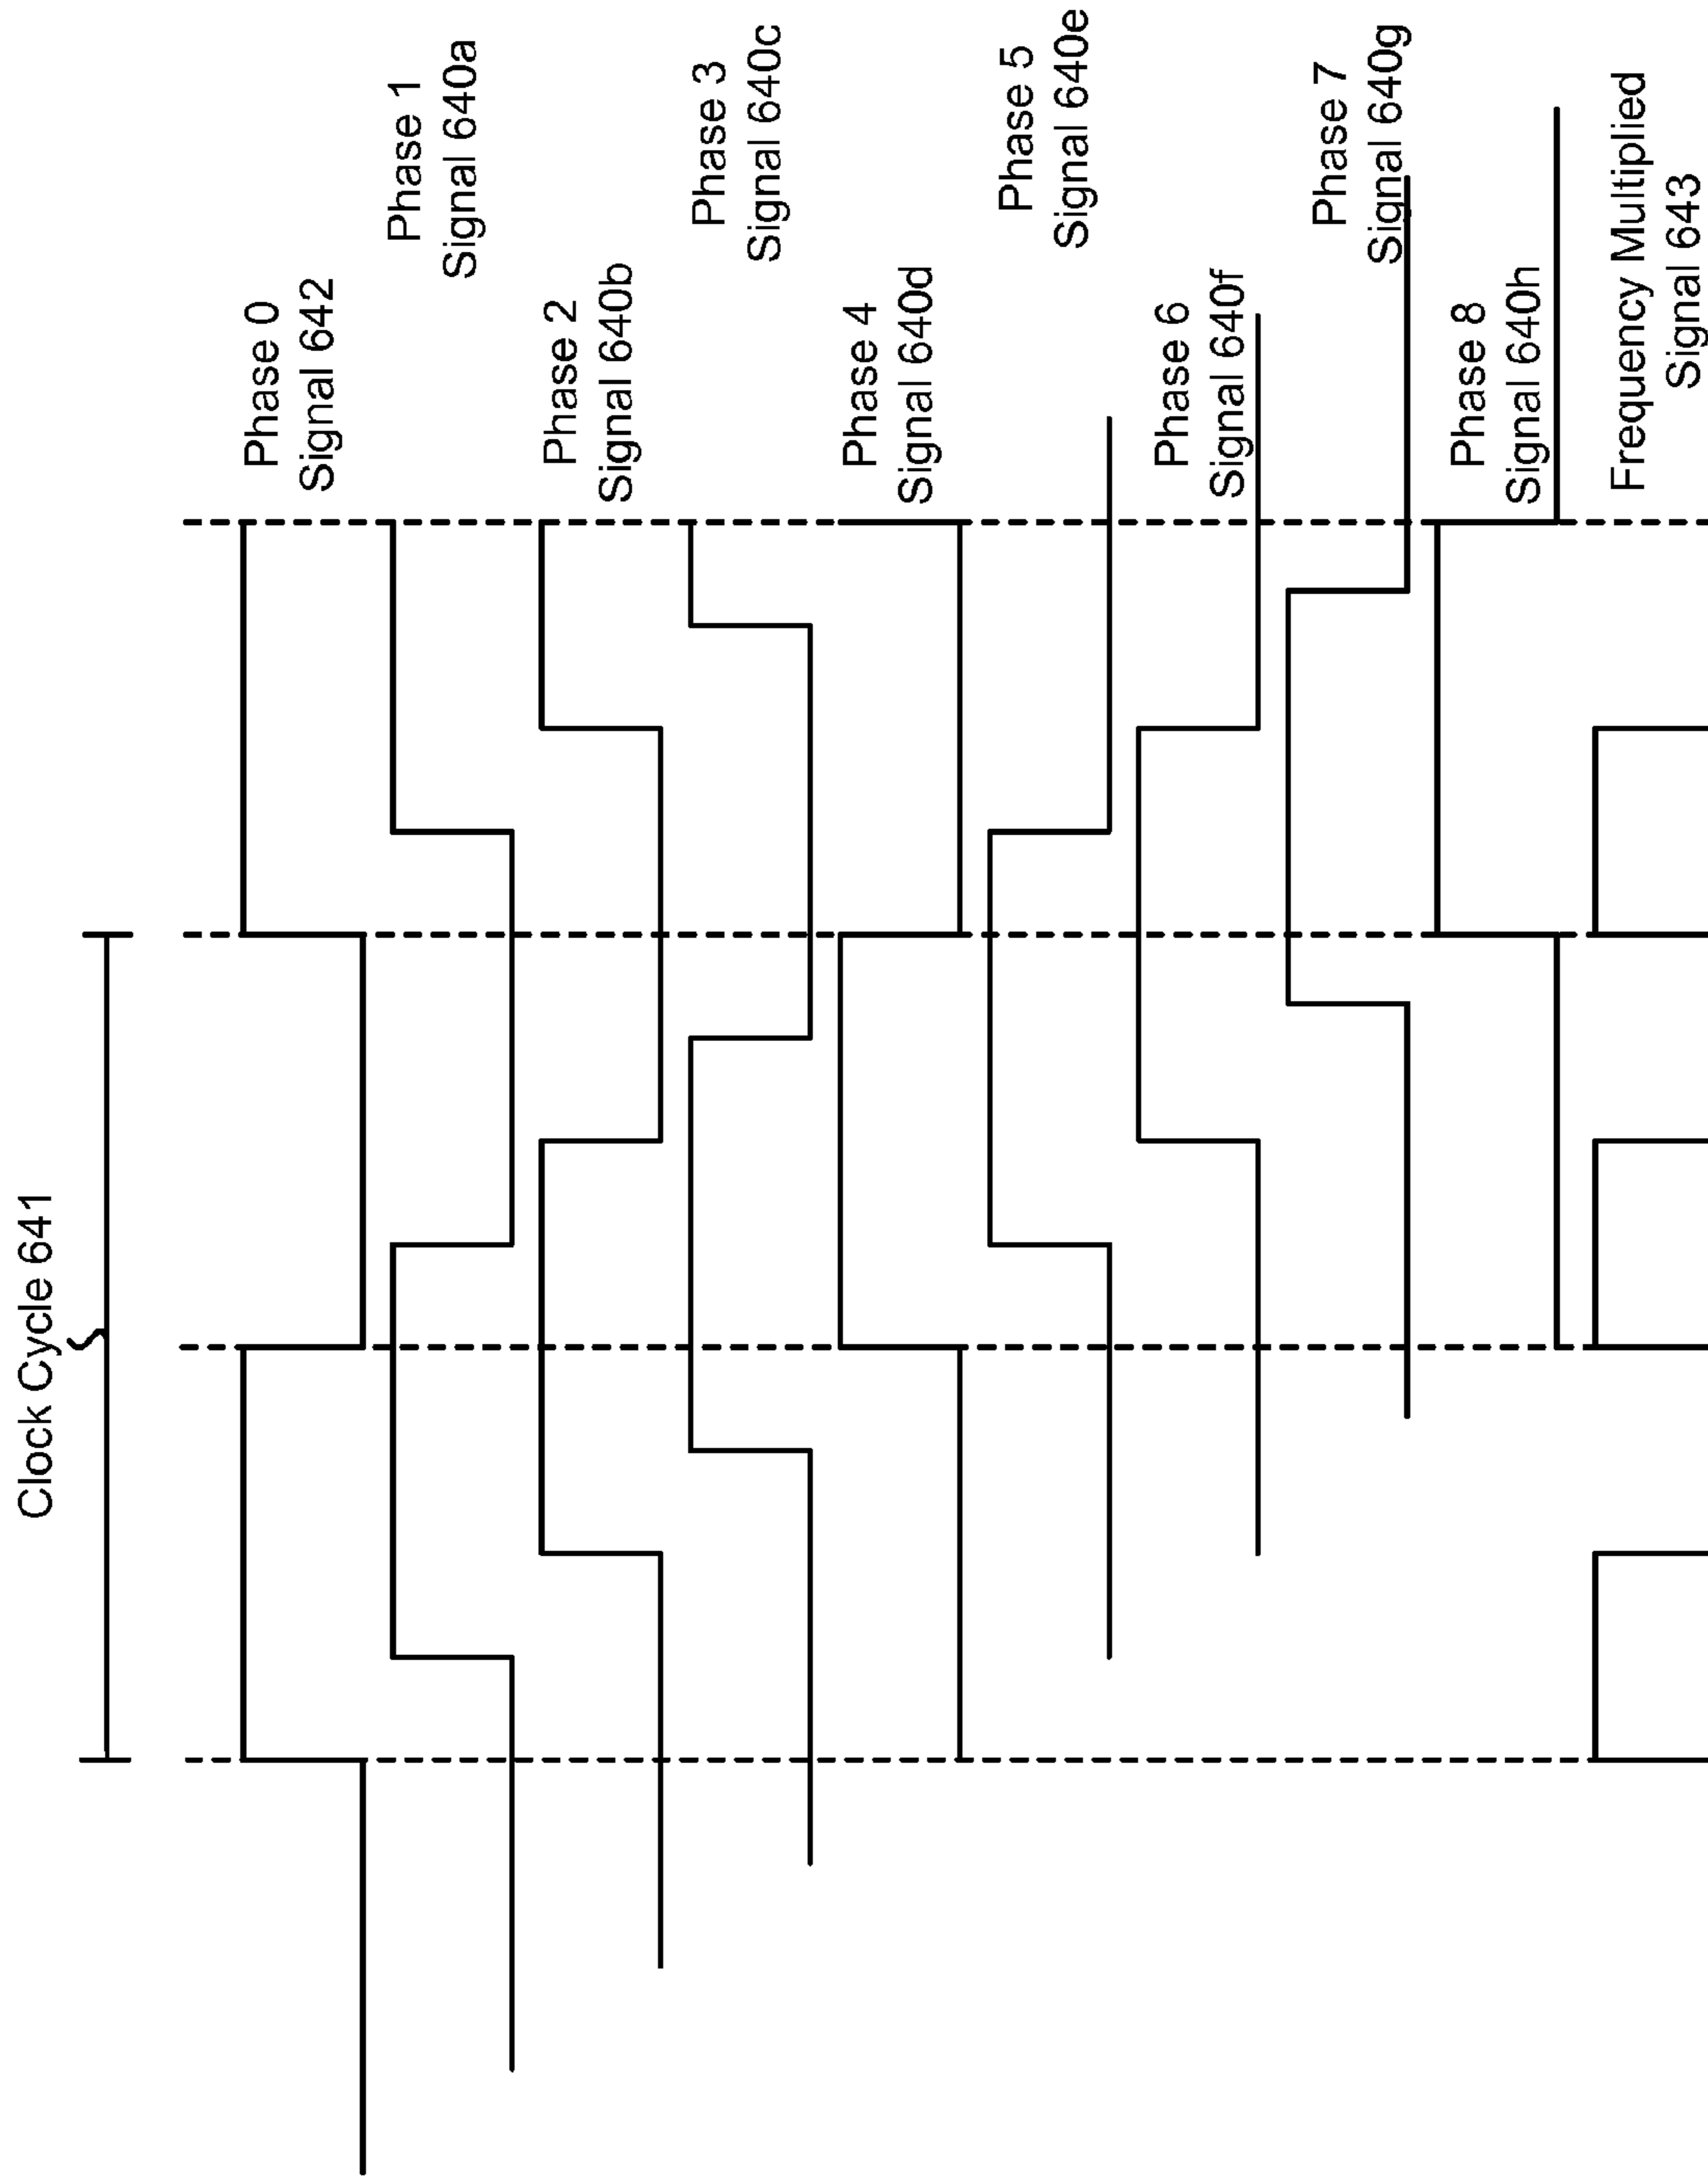 Clock Cycle 641
Phase 0
Signal 642
Phase 1
Signal 640a
Phase 2
Signal 640b
Phase 3
Signal 640c
Phase 4
Signal 640d
Phase 5
Signal 640e
Phase 6
Signal 640f
Phase 7
Signal 640g
Phase 8
Signal 640h
Frequency Multiplied
Signal 643